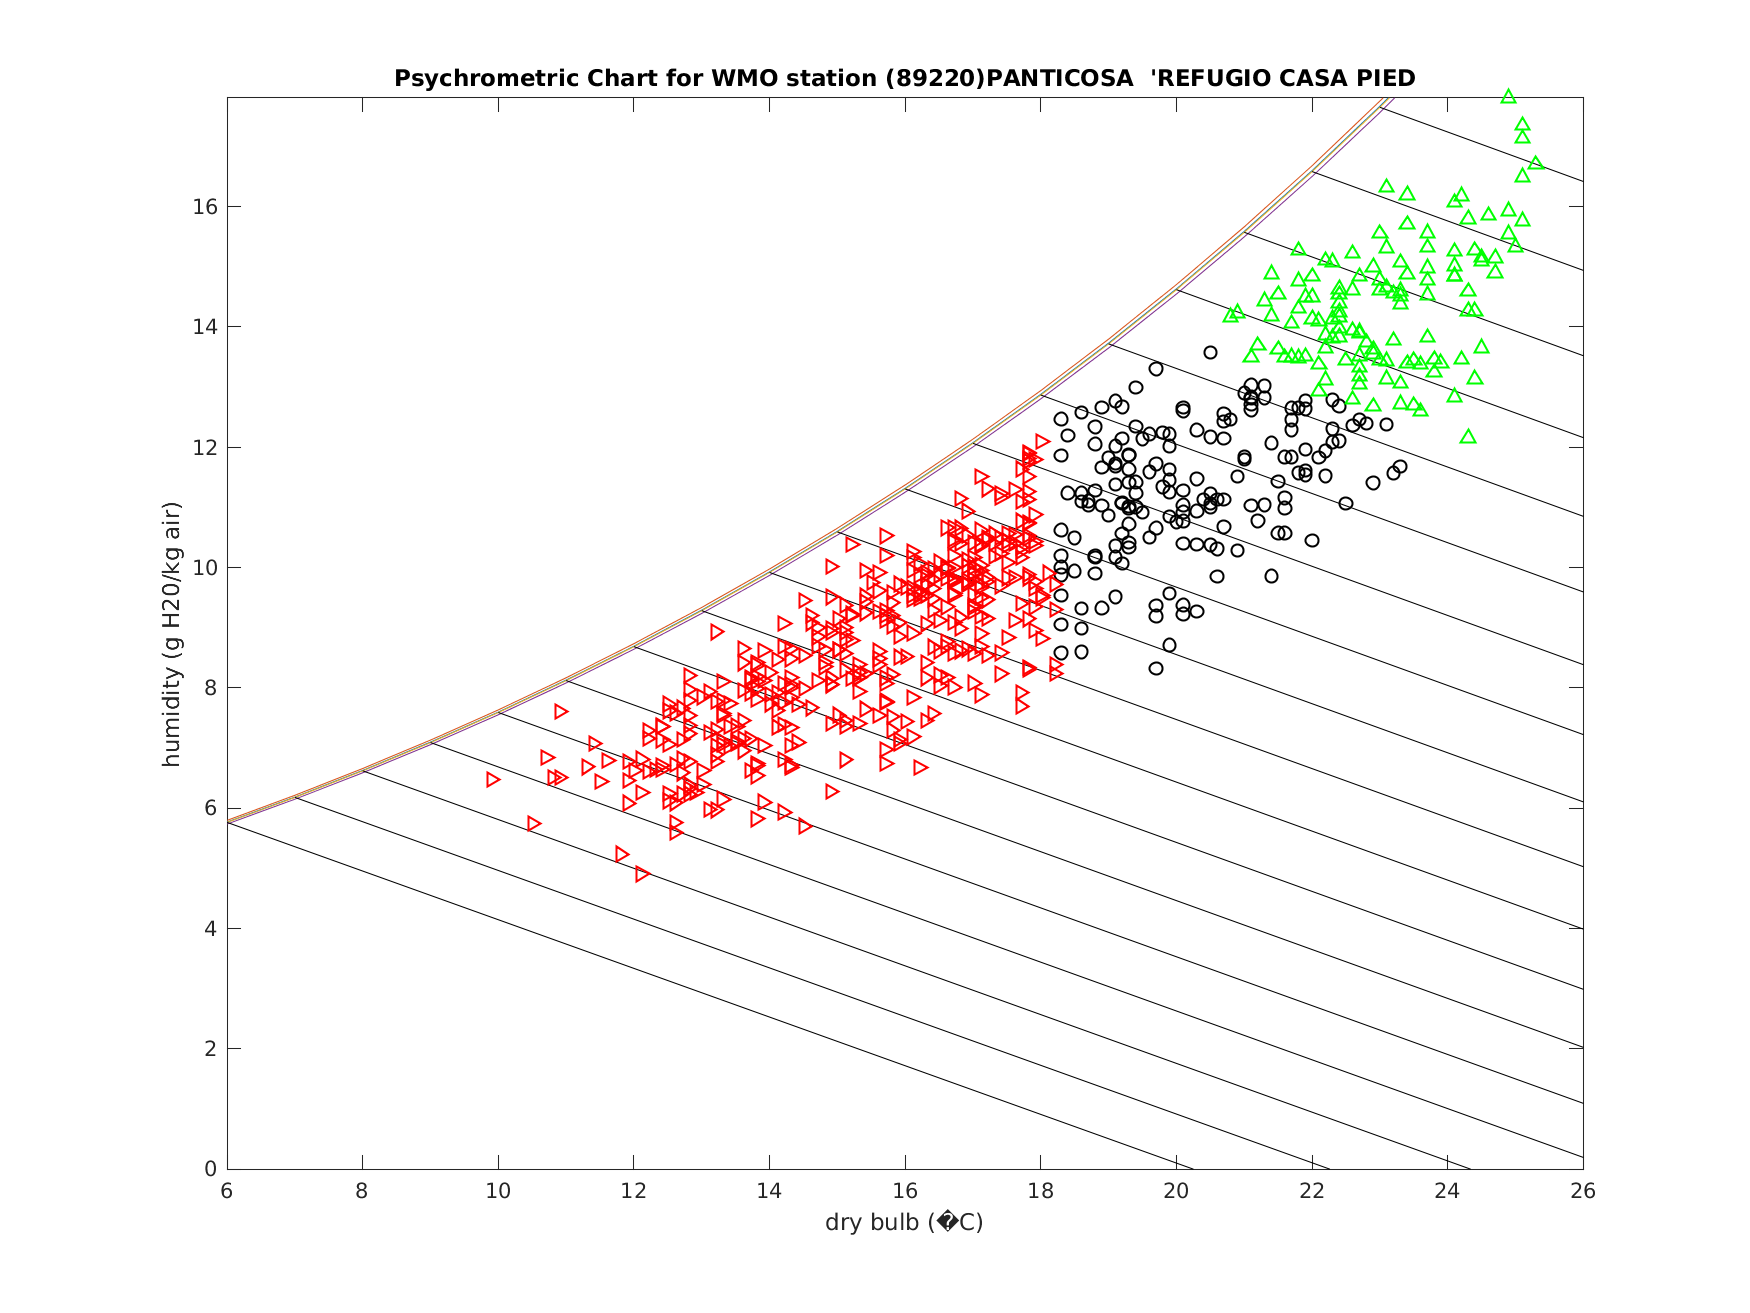 Psychrometric Chart for WMO station (89220)PANTICOSA  'REFUGIO CASA PIED
humidity (g H20/kg air)
16
14
12
10
8
6
4
2
0
6 8 10 12 14 16 18 20 22 24 26
dry bulb (�C)